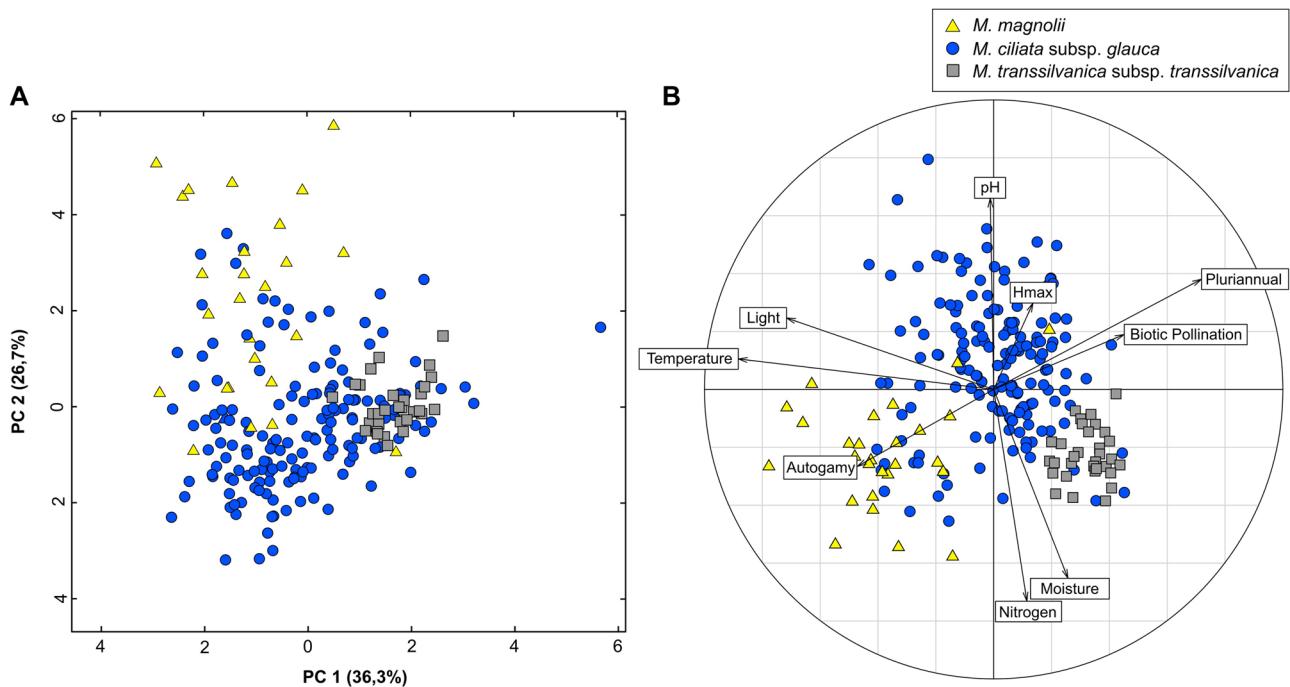 M. magnolii
M. ciliata subsp. glauca
M. transsilvanica subsp. transsilvanica
A
B
6
4
2
0
2
4
4
2
0
2
4
6
PC 2 (26,7%)
PC 1 (36,3%)
pH
Pluriannual
Hmax
Light
Biotic Pollination
Temperature
Autogamy
Moisture
Nitrogen